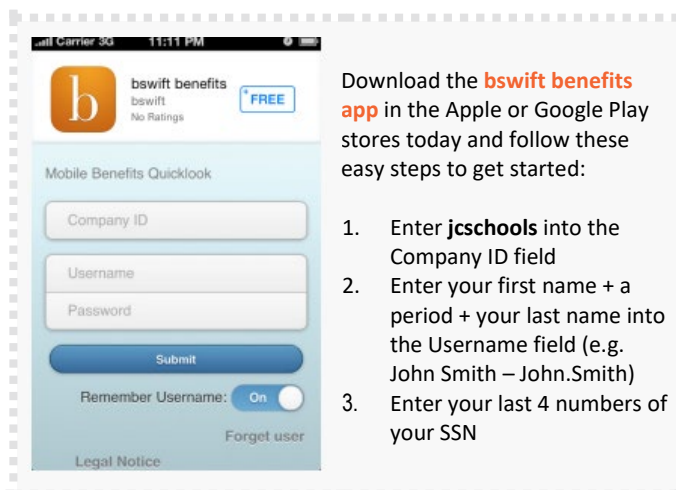 Carrier 3G 11:11 PM
b
bswift benefits
bswift
No Ratings
+FREE
Mobile Benefits Quicklook
Company ID
Username
Password
Submit
Remember Username: On
Forget user
Legal Notice
Download the bswift benefits
app in the Apple or Google Play
stores today and follow these
easy steps to get started:
1. Enter jcschools into the
Company ID field
2. Enter your first name + a
period + your last name into
the Username field (e.g.
John Smith – John.Smith)
3. Enter your last 4 numbers of
your SSN